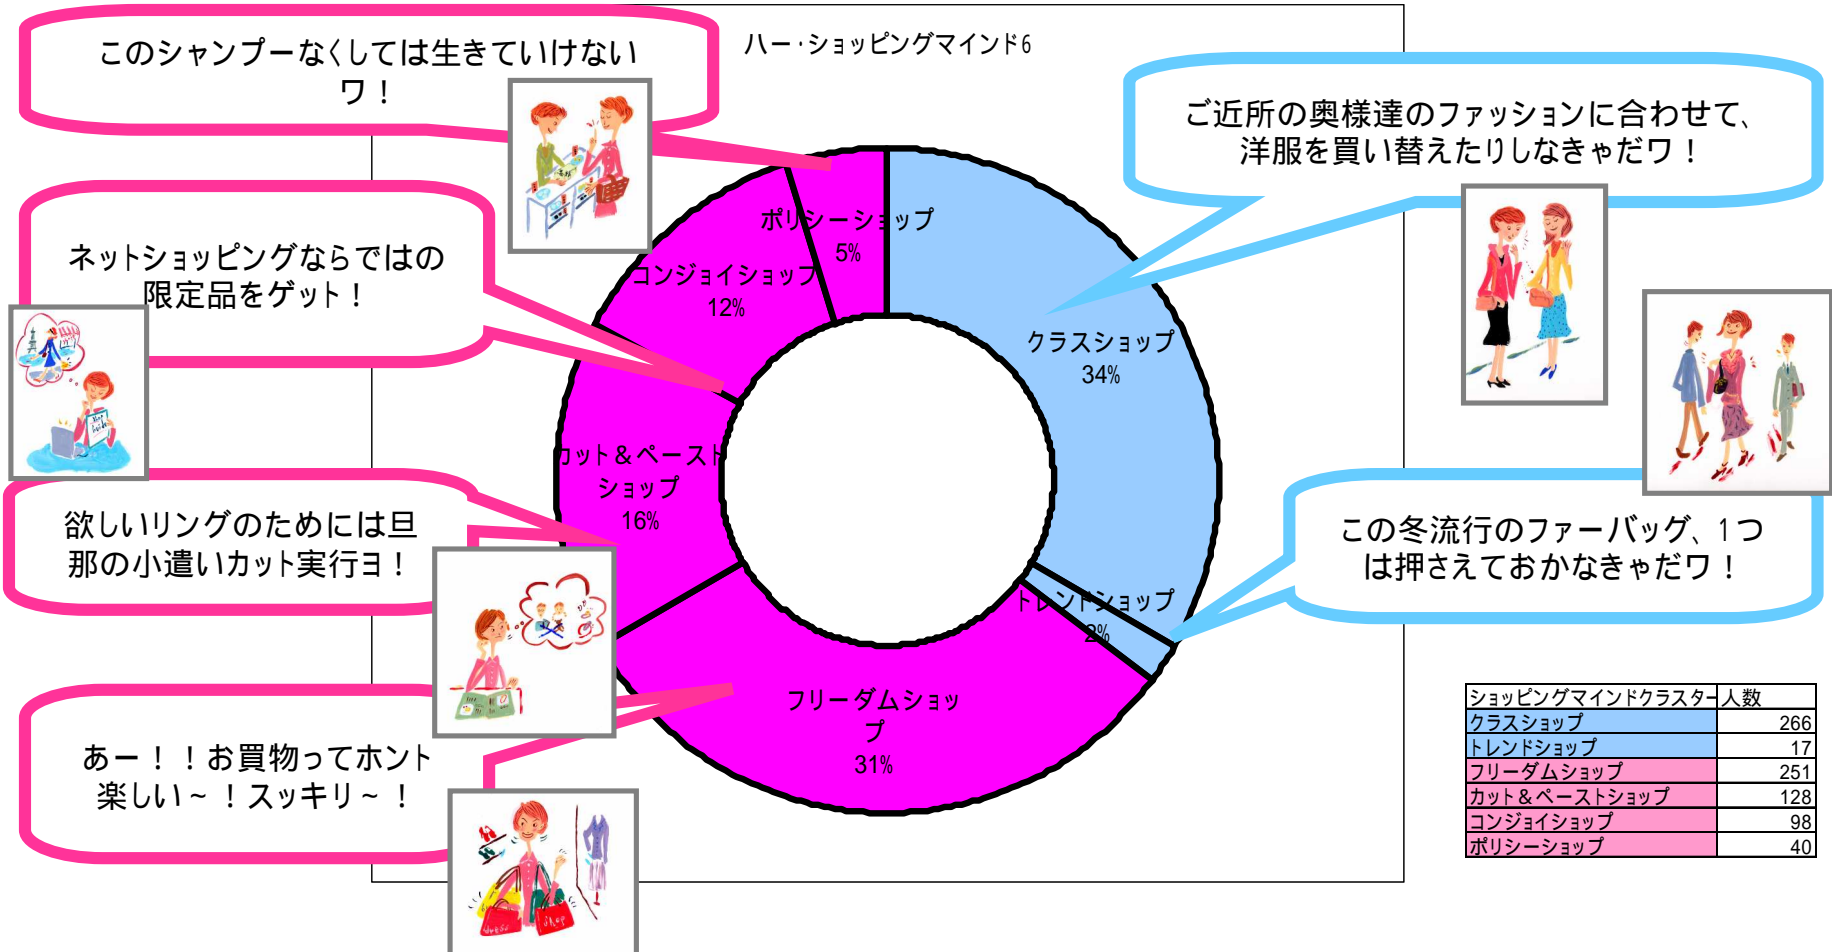 ハー・ショッピングマインド6
このシャンプーなくしては生きていけない
ワ！
ご近所の奥様達のファッションに合わせて、
洋服を買い替えたりしなきゃだワ！
ネットショッピングならではの
限定品をゲット！
ポリシーショップ
5%
コンジョイショップ
12%
クラスショップ
34%
カット＆ペースト
ショップ
16%
欲しいリングのためには旦
那の小遣いカット実行ヨ！
この冬流行のファーバッグ、1つ
は押さえておかなきゃだワ！
トレンドショップ
2%
フリーダムショッ
プ
31%
あー！！お買物ってホント
楽しい～！スッキリ～！
ショッピングマインドクラスター 人数
クラスショップ 266
トレンドショップ 17
フリーダムショップ 251
カット＆ペーストショップ 128
コンジョイショップ 98
ポリシーショップ 40